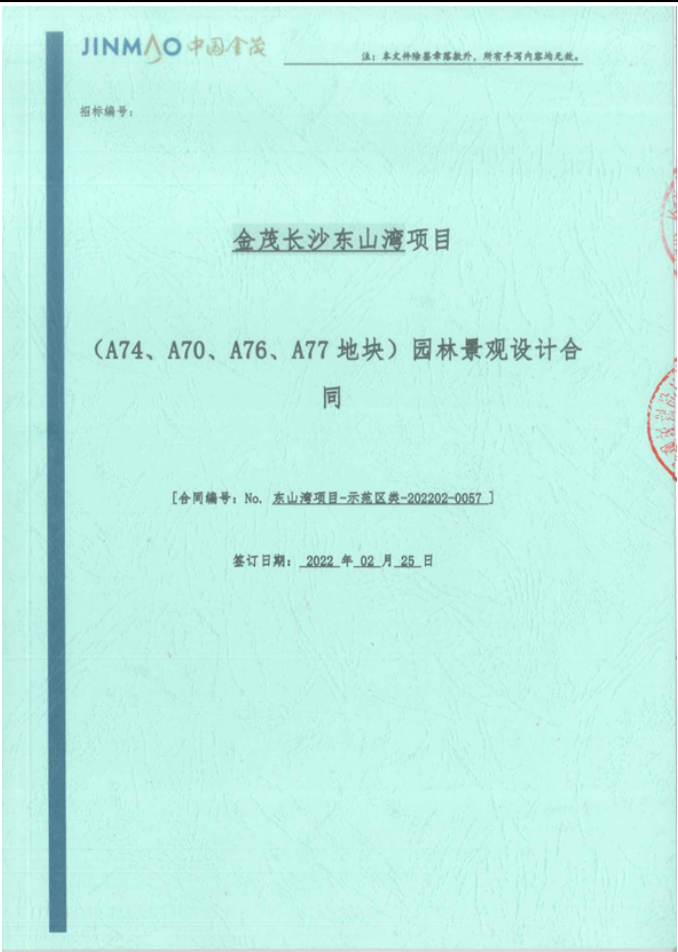 JINMAO 中国金茂
注：本文件除签章落款外，所有手写内容均无效。
招标编号：
金茂长沙东山湾项目
（A74、A70、A76、A77 地块）园林景观设计合
同
[合同编号：No. 东山湾项目-示范区类-202202-0057 ]
签订日期： 2022 年 02 月 25 日